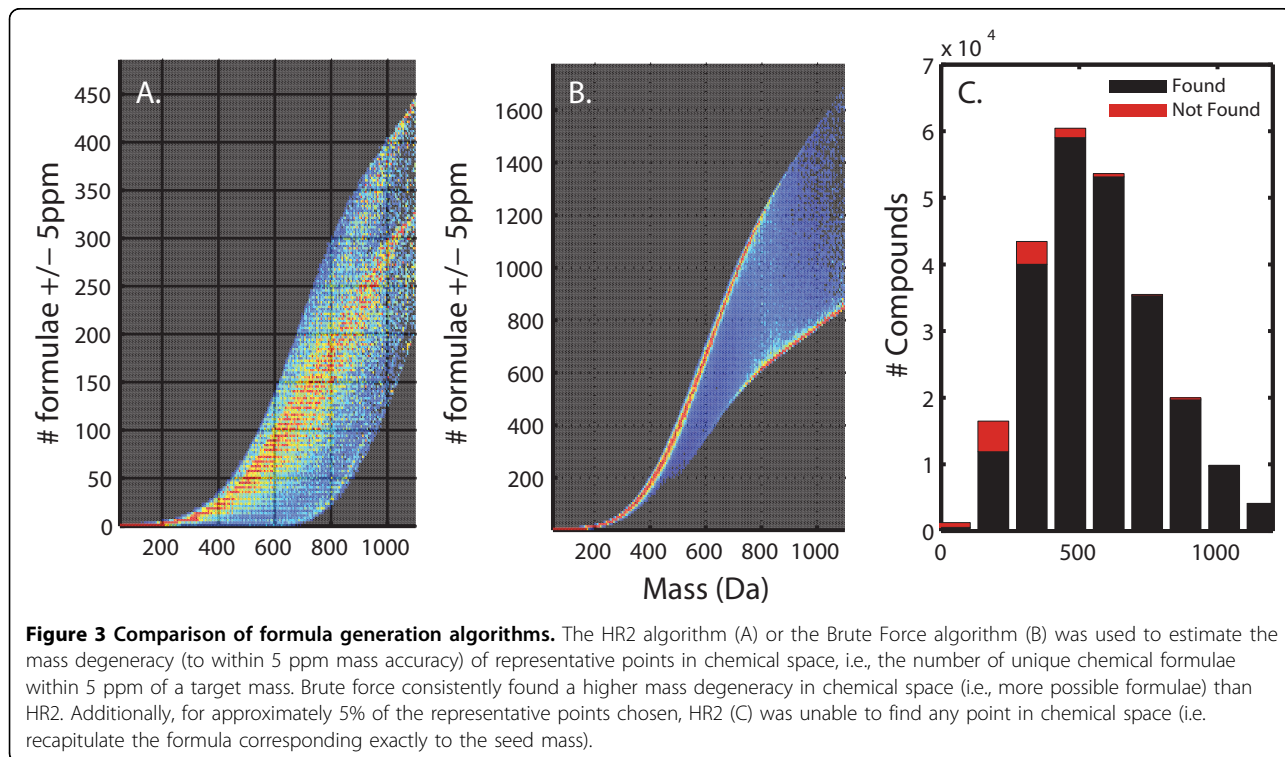 A.
# formulae +/− 5ppm
450
400
350
300
250
200
150
100
50
0
200 400 600 800 1000
B.
# formulae +/− 5ppm
1600
1400
1200
1000
800
600
400
200
200 400 600 800 1000
Mass (Da)
x 10^4
C.
Found
Not Found
# Compounds
7
6
5
4
3
2
1
0
0 500 1000
Figure 3 Comparison of formula generation algorithms. The HR2 algorithm (A) or the Brute Force algorithm (B) was used to estimate the
mass degeneracy (to within 5 ppm mass accuracy) of representative points in chemical space, i.e., the number of unique chemical formulae
within 5 ppm of a target mass. Brute force consistently found a higher mass degeneracy in chemical space (i.e., more possible formulae) than
HR2. Additionally, for approximately 5% of the representative points chosen, HR2 (C) was unable to find any point in chemical space (i.e.
recapitulate the formula corresponding exactly to the seed mass).